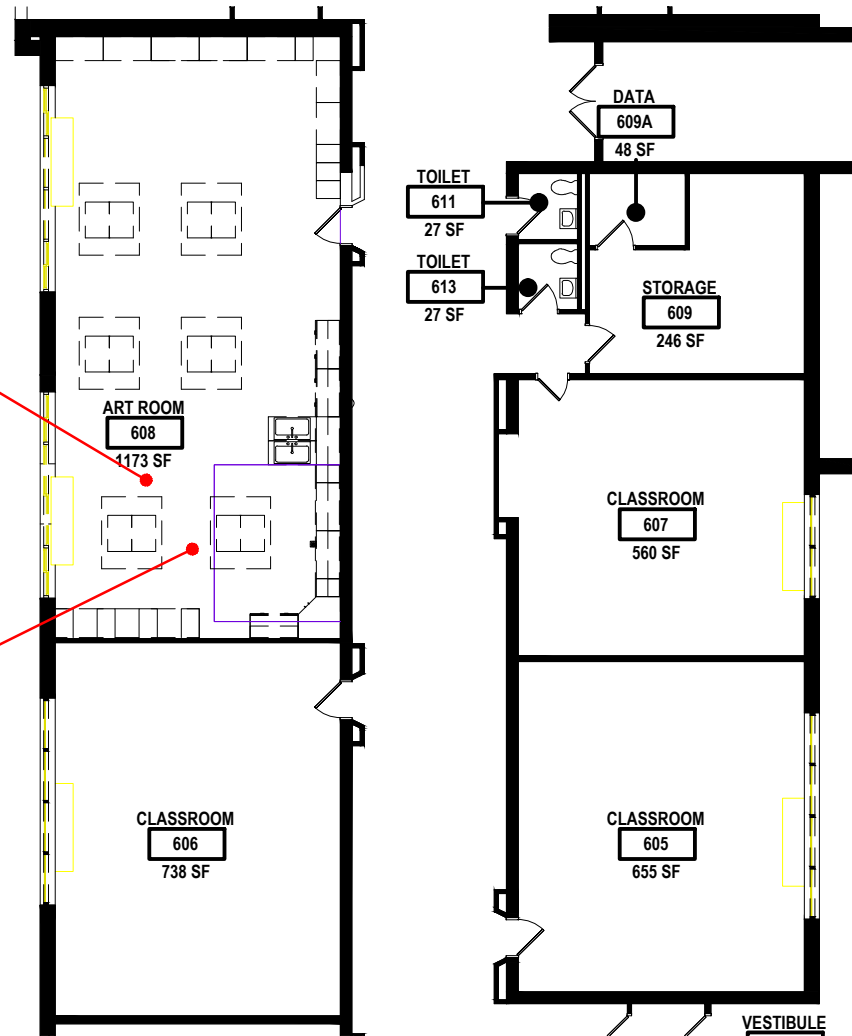 DATA
609A
48 SF
TOILET
611
27 SF
TOILET
613
27 SF
STORAGE
609
246 SF
ART ROOM
608
1173 SF
CLASSROOM
607
560 SF
CLASSROOM
606
738 SF
CLASSROOM
605
655 SF
VESTIBULE